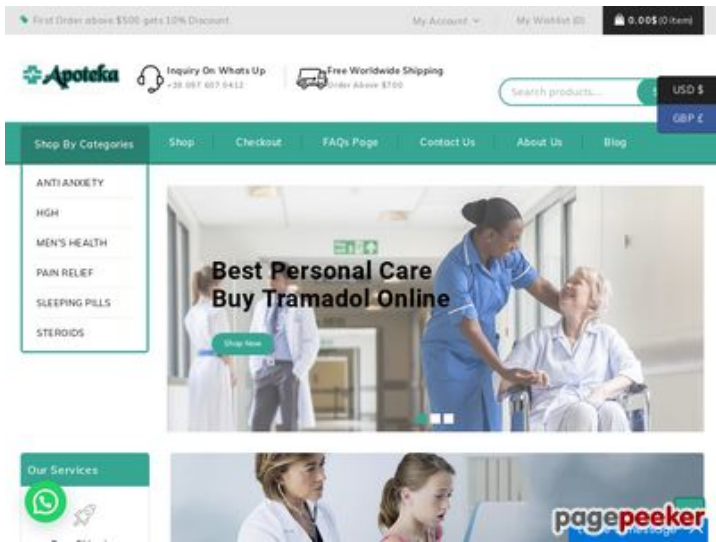 First Order above $500 gets 10% Discount
My Account
My Wishlist (0)
0.00$ (0 item)
Apoteka
Inquiry On Whats Up
Free Worldwide Shipping
Order Above $700
Search products...
USD $
GBP £
Shop By Categories
Shop
Checkout
FAQs Page
Contact Us
About Us
Blog
ANTI ANXIETY
HGH
MEN'S HEALTH
PAIN RELIEF
SLEEPING PILLS
STEROIDS
Best Personal Care
Buy Tramadol Online
Shop Now
Our Services
pagepeeker